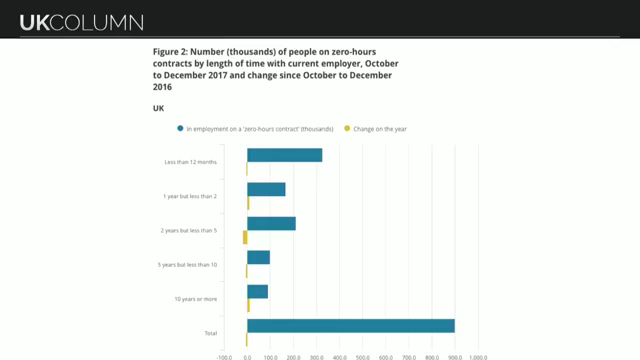 UKCOLUMN
Figure 2: Number (thousands) of people on zero-hours
contracts by length of time with current employer, October
to December 2017 and change since October to December
2016
UK
In employment on a 'zero-hours contract' (thousands) Change on the year
Less than 12 months
1 year but less than 2
2 years but less than 5
5 years but less than 10
10 years or more
Total
-100.0 0.0 100.0 200.0 300.0 400.0 500.0 600.0 700.0 800.0 900.0 1,000.0